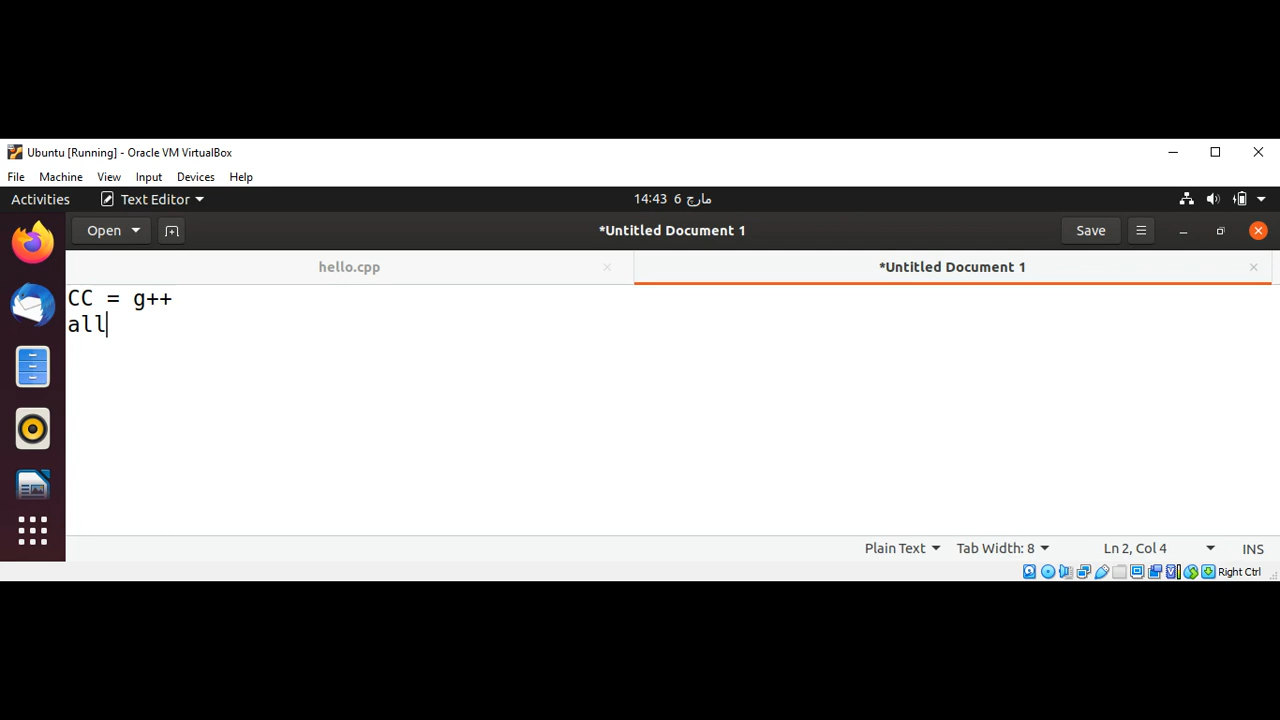 Ubuntu [Running] - Oracle VM VirtualBox
File Machine View Input Devices Help
Activities Text Editor 14:43 6 مارچ
Open *Untitled Document 1 Save
hello.cpp *Untitled Document 1
CC = g++
all
Plain Text Tab Width: 8 Ln 2, Col 4 INS
Right Ctrl